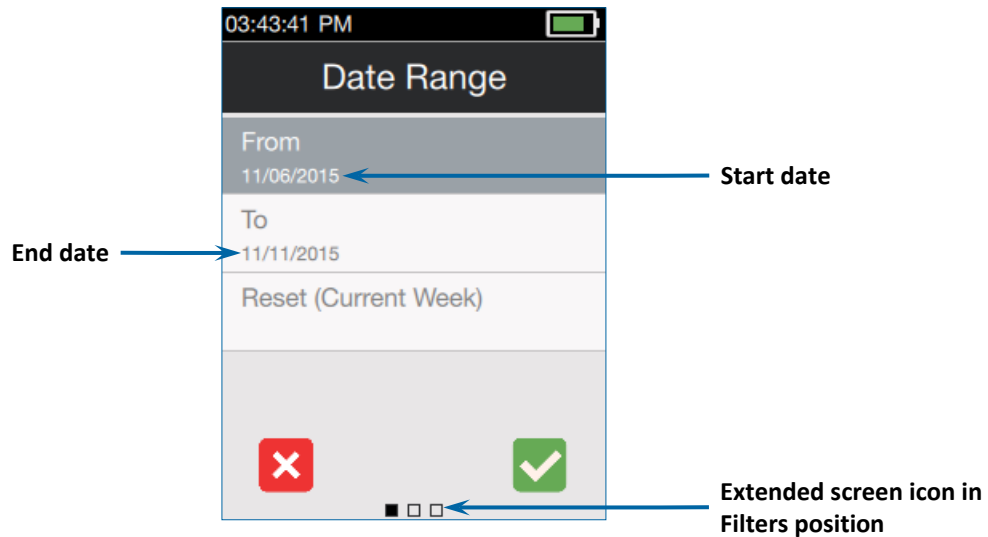 03:43:41 PM
Date Range
From
11/06/2015
Start date
To
End date
11/11/2015
Reset (Current Week)
Extended screen icon in
Filters position